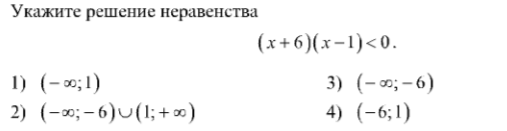 Укажите решение неравенства
(x+6)(x−1)<0.
1) (−∞;1) 3) (−∞;−6)
2) (−∞;−6)∪(1;+∞) 4) (−6;1)